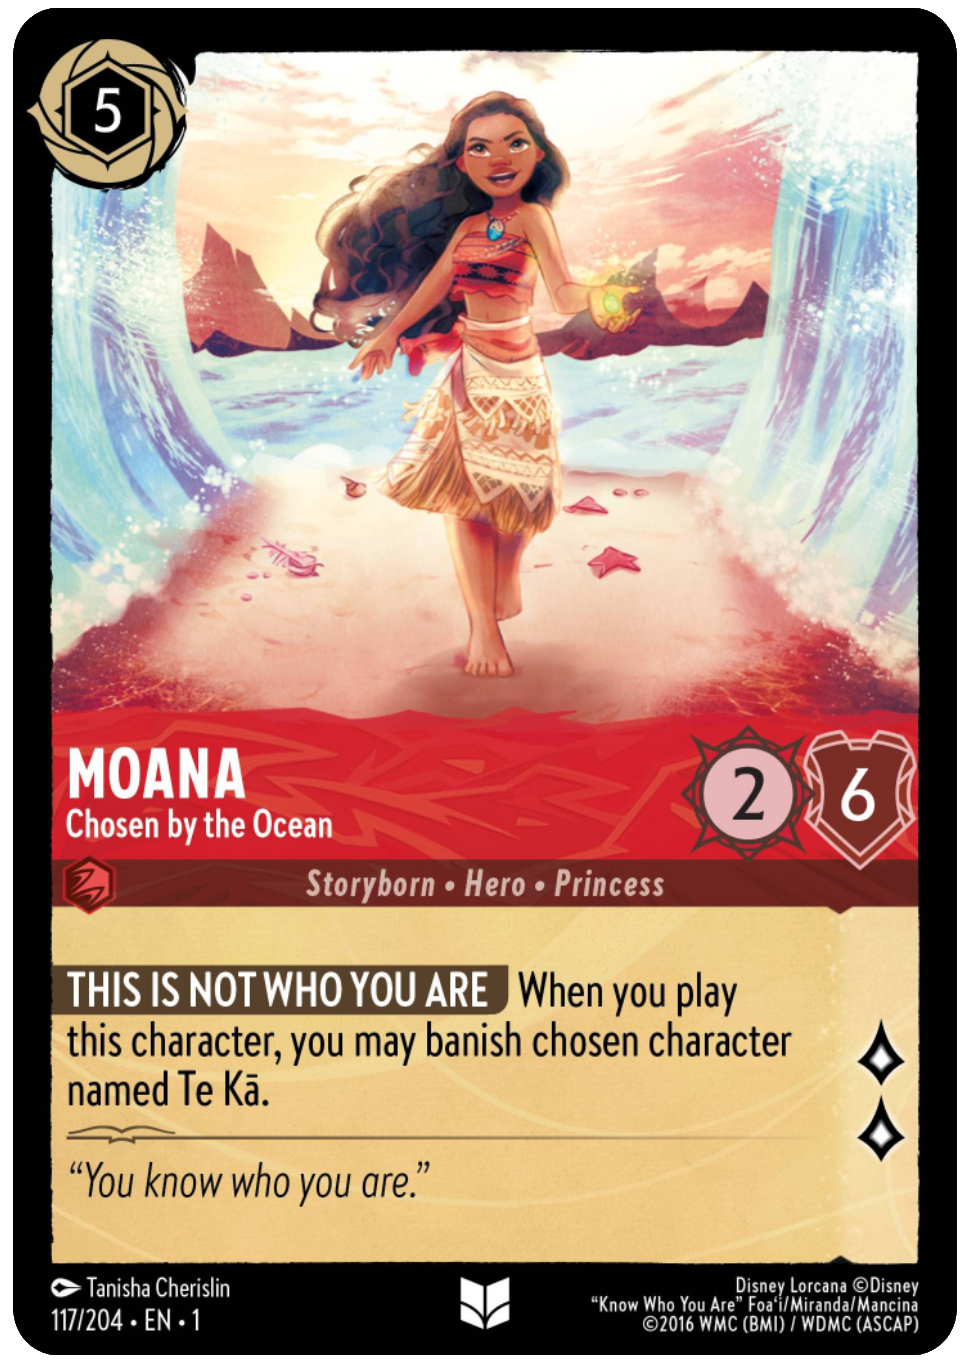 5
MOANA
Chosen by the Ocean
2
6
Storyborn • Hero • Princess
THIS IS NOT WHO YOU ARE When you play
this character, you may banish chosen character
named Te Kā.
“You know who you are.”
Tanisha Cherislin
117/204 • EN • 1
Disney Lorcana ©Disney
“Know Who You Are” Foa‘i/Miranda/Mancina
©2016 WMC (BMI) / WDMC (ASCAP)